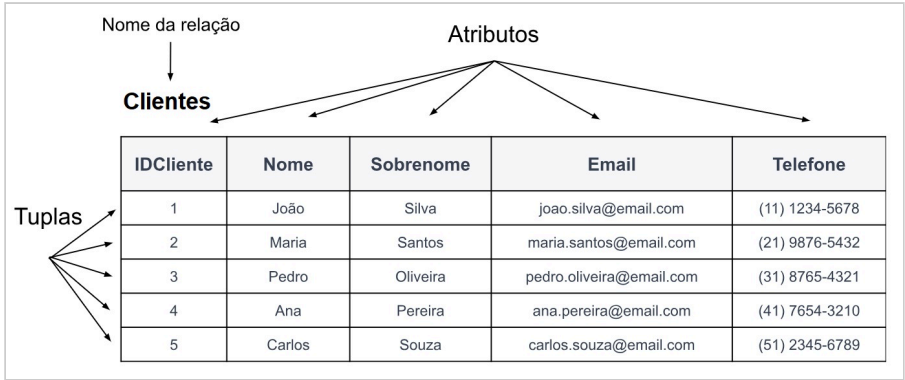 Nome da relação
Atributos
Clientes
IDCliente Nome Sobrenome Email Telefone
Tuplas
1 João Silva joao.silva@email.com (11) 1234-5678
2 Maria Santos maria.santos@email.com (21) 9876-5432
3 Pedro Oliveira pedro.oliveira@email.com (31) 8765-4321
4 Ana Pereira ana.pereira@email.com (41) 7654-3210
5 Carlos Souza carlos.souza@email.com (51) 2345-6789